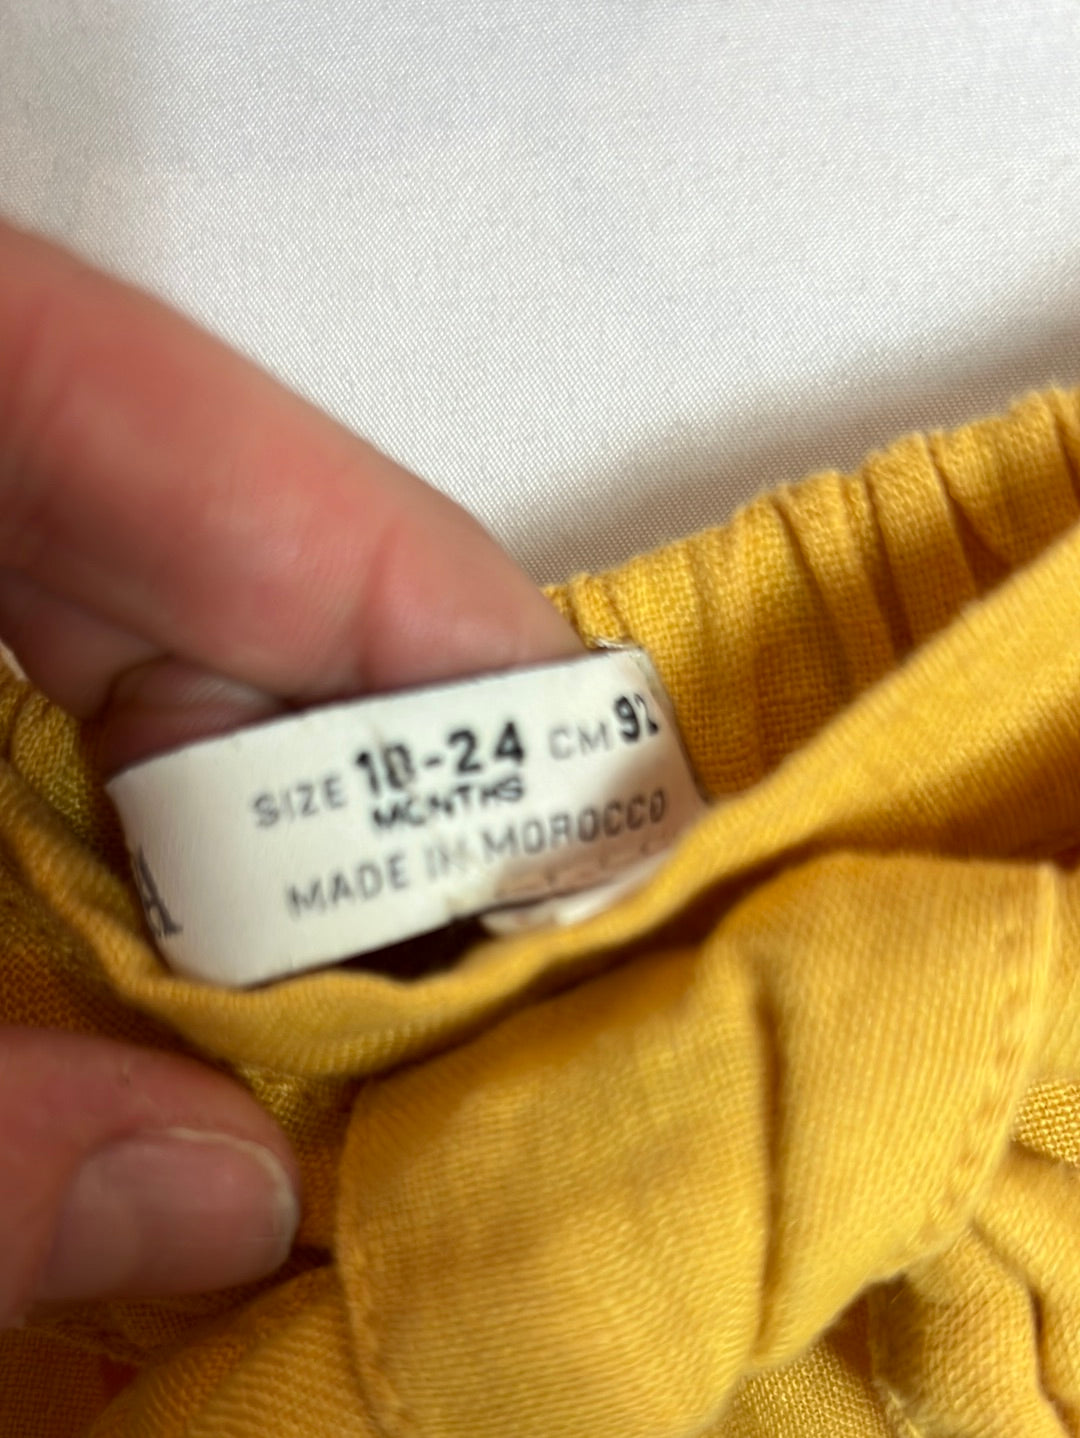 A
SIZE 18-24 CM 92
MONTHS
MADE IN MOROCCO